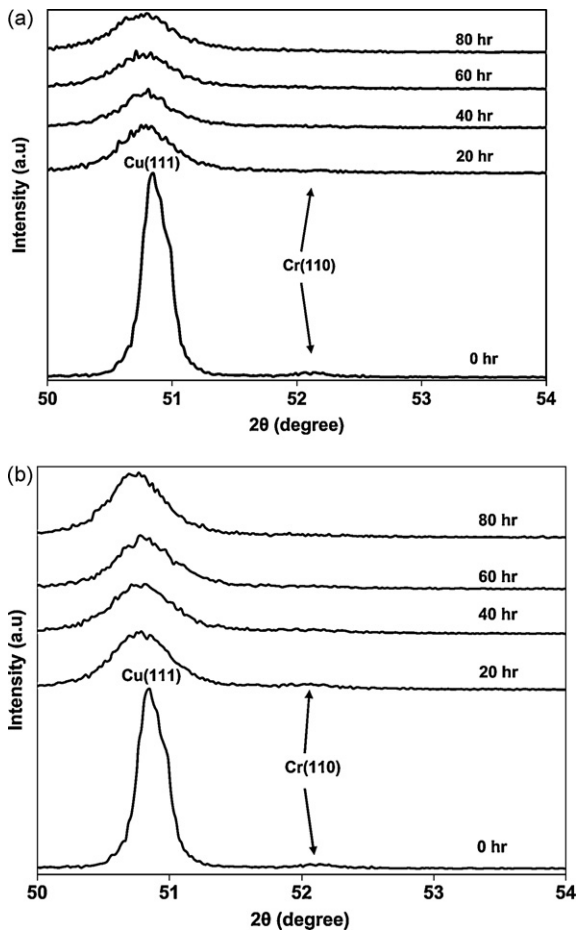 (a)
80 hr
60 hr
40 hr
20 hr
Cu(111)
Cr(110)
0 hr
Intensity (a.u)
50 51 52 53 54
2θ (degree)
(b)
80 hr
60 hr
40 hr
20 hr
Cu(111)
Cr(110)
0 hr
Intensity (a.u)
50 51 52 53 54
2θ (degree)